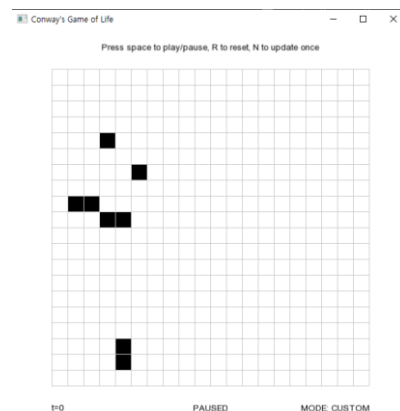 Conway's Game of Life
Press space to play/pause, R to reset, N to update once
t=0 PAUSED MODE: CUSTOM